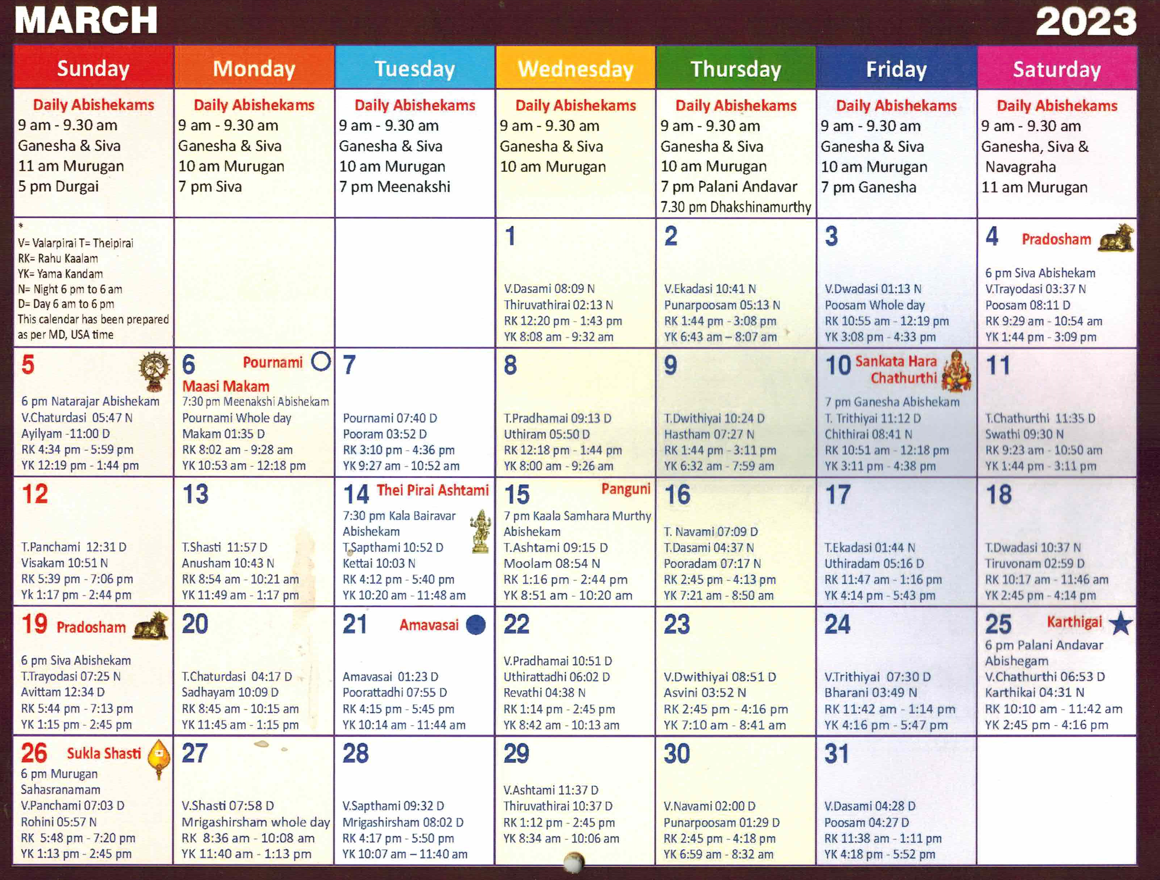 MARCH
2023
Sunday
Monday
Tuesday
Wednesday
Thursday
Friday
Saturday
Daily Abishekams
9 am - 9.30 am
Ganesha & Siva
11 am Murugan
5 pm Durgai
Daily Abishekams
9 am - 9.30 am
Ganesha & Siva
10 am Murugan
7 pm Siva
Daily Abishekams
9 am - 9.30 am
Ganesha & Siva
10 am Murugan
7 pm Meenakshi
Daily Abishekams
9 am - 9.30 am
Ganesha & Siva
10 am Murugan
Daily Abishekams
9 am - 9.30 am
Ganesha & Siva
10 am Murugan
7 pm Palani Andavar
7.30 pm Dhakshinamurthy
Daily Abishekams
9 am - 9.30 am
Ganesha & Siva
10 am Murugan
7 pm Ganesha
Daily Abishekams
9 am - 9.30 am
Ganesha, Siva &
Navagraha
11 am Murugan
*
V= Valarpirai T= Theipirai
RK= Rahu Kaalam
YK= Yama Kandam
N= Night 6 pm to 6 am
D= Day 6 am to 6 pm
This calendar has been prepared
as per MD, USA time
1
V.Dasami 08:09 N
Thiruvathirai 02:13 N
RK 12:20 pm - 1:43 pm
YK 8:08 am - 9:32 am
2
V.Ekadasi 10:41 N
Punarpoosam 05:13 N
RK 1:44 pm - 3:08 pm
YK 6:43 am – 8:07 am
3
V.Dwadasi 01:13 N
Poosam Whole day
RK 10:55 am - 12:19 pm
YK 3:08 pm - 4:33 pm
4 Pradosham
6 pm Siva Abishekam
V.Trayodasi 03:37 N
Poosam 08:11 D
RK 9:29 am - 10:54 am
YK 1:44 pm - 3:09 pm
5
6 pm Natarajar Abishekam
V.Chaturdasi 05:47 N
Ayilyam -11:00 D
RK 4:34 pm - 5:59 pm
YK 12:19 pm - 1:44 pm
6 Pournami
Maasi Makam
7:30 pm Meenakshi Abishekam
Pournami Whole day
Makam 01:35 D
RK 8:02 am - 9:28 am
YK 10:53 am - 12:18 pm
7
Pournami 07:40 D
Pooram 03:52 D
RK 3:10 pm - 4:36 pm
YK 9:27 am - 10:52 am
8
T.Pradhamai 09:13 D
Uthiram 05:50 D
RK 12:18 pm - 1:44 pm
YK 8:00 am - 9:26 am
9
T.Dwithiyai 10:24 D
Hastham 07:27 N
RK 1:44 pm - 3:11 pm
YK 6:32 am - 7:59 am
10 Sankata Hara
Chathurthi
7 pm Ganesha Abishekam
T. Trithiyai 11:12 D
Chithirai 08:41 N
RK 10:51 am - 12:18 pm
YK 3:11 pm - 4:38 pm
11
T.Chathurthi 11:35 D
Swathi 09:30 N
RK 9:23 am - 10:50 am
YK 1:44 pm - 3:11 pm
12
T.Panchami 12:31 D
Visakam 10:51 N
RK 5:39 pm - 7:06 pm
Y 1:17 pm - 2:44 pm
13
T.Shasti 11:57 D
Anusham 10:43 N
RK 8:54 am - 10:21 am
YK 11:49 am - 1:17 pm
14 Thei Pirai Ashtami
7:30 pm Kala Bairavar
Abishekam
T.Sapthami 10:52 D
Kettai 10:03 N
RK 4:12 pm - 5:40 pm
YK 10:20 am - 11:48 am
15 Panguni
7 pm Kaala Samhara Murthy
Abishekam
T.Ashtami 09:15 D
Moolam 08:54 N
RK 1:16 pm - 2:44 pm
YK 8:51 am - 10:20 am
16
T. Navami 07:09 D
T.Dasami 04:37 N
Pooradam 07:17 N
RK 2:45 pm - 4:13 pm
YK 7:21 am - 8:50 am
17
T.Ekadasi 01:44 N
Uthiradam 05:16 D
RK 11:47 am - 1:16 pm
YK 4:14 pm - 5:43 pm
18
T.Dwadasi 10:37 N
Tiruvonam 02:59 D
RK 10:17 am - 11:46 am
YK 2:45 pm - 4:14 pm
19 Pradosham
6 pm Siva Abishekam
T.Trayodasi 07:25 N
Avittam 12:34 D
RK 5:44 pm - 7:13 pm
YK 1:15 pm - 2:45 pm
20
T.Chaturdasi 04:17 D
Sadhayam 10:09 D
RK 8:45 am - 10:15 am
YK 11:45 am - 1:15 pm
21 Amavasai
Amavasai 01:23 D
Poorattadhi 07:55 D
RK 4:15 pm - 5:45 pm
YK 10:14 am - 11:44 am
22
V.Pradhamai 10:51 D
Uthirattadhi 06:02 D
Revathi 04:38 N
RK 1:14 pm - 2:45 pm
YK 8:42 am - 10:13 am
23
V.Dwithiyai 08:51 D
Asvini 03:52 N
RK 2:45 pm - 4:16 pm
YK 7:10 am - 8:41 am
24
V.Trithiyai 07:30 D
Bharani 03:49 N
RK 11:42 am - 1:14 pm
YK 4:16 pm - 5:47 pm
25 Karthigai
6 pm Palani Andavar
Abishegam
V.Chathurthi 06:53 D
Karthikai 04:31 N
RK 10:10 am - 11:42 am
YK 2:45 pm - 4:16 pm
26 Sukla Shasti
6 pm Murugan
Sahasranamam
V.Panchami 07:03 D
Rohini 05:57 N
RK 5:48 pm - 7:20 pm
YK 1:13 pm - 2:45 pm
27
V.Shasti 07:58 D
Mrigashirsham whole day
RK 8:36 am - 10:08 am
YK 11:40 am - 1:13 pm
28
V.Sapthami 09:32 D
Mrigashirsham 08:02 D
RK 4:17 pm - 5:50 pm
YK 10:07 am – 11:40 am
29
V.Ashtami 11:37 D
Thiruvathirai 10:37 D
RK 1:12 pm - 2:45 pm
YK 8:34 am - 10:06 am
30
V.Navami 02:00 D
Punarpoosam 01:29 D
RK 2:45 pm - 4:18 pm
YK 6:59 am - 8:32 am
31
V.Dasami 04:28 D
Poosam 04:27 D
RK 11:38 am - 1:11 pm
YK 4:18 pm - 5:52 pm